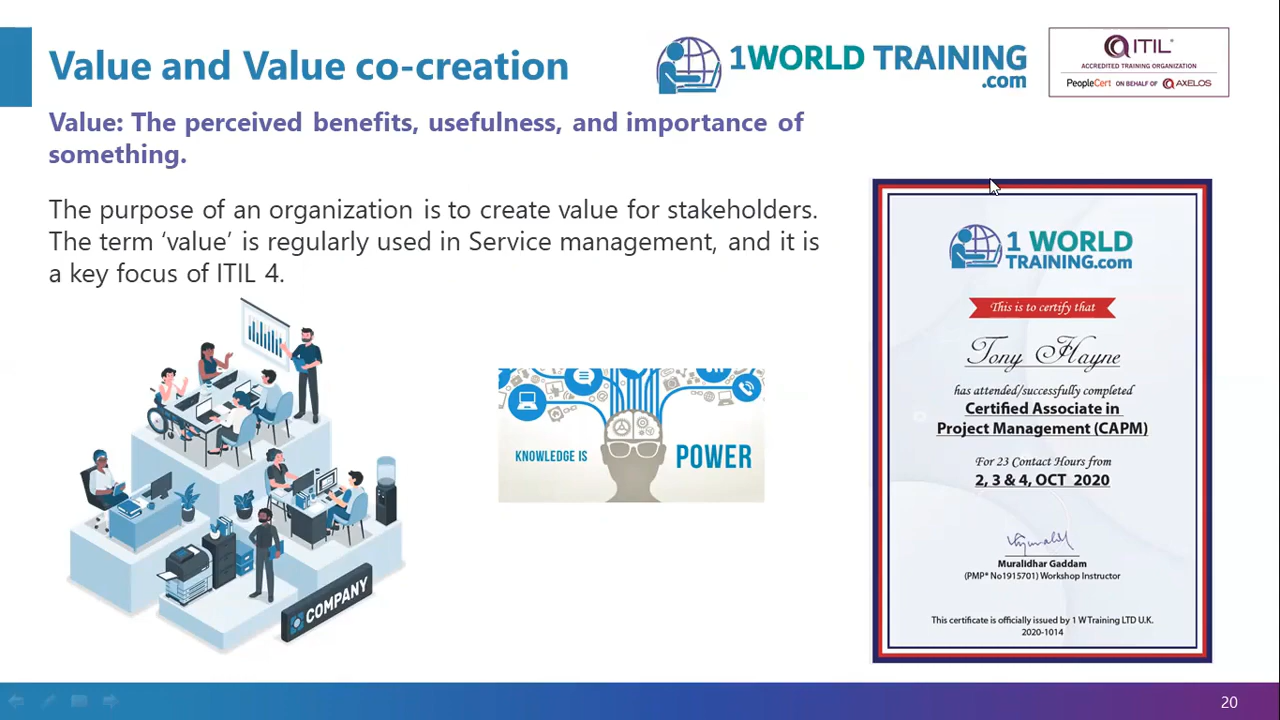 Value and Value co-creation
1WORLD TRAINING
.com
ITIL®
ACCREDITED TRAINING ORGANIZATION
PeopleCert ON BEHALF OF AXELOS
Value: The perceived benefits, usefulness, and importance of
something.
The purpose of an organization is to create value for stakeholders.
The term ‘value’ is regularly used in Service management, and it is
a key focus of ITIL 4.
COMPANY
KNOWLEDGE IS POWER
1 WORLD
TRAINING.com
This is to certify that
Tony Hayne
has attended/successfully completed
Certified Associate in
Project Management (CAPM)
For 23 Contact Hours from
2, 3 & 4, OCT 2020
Muralidhar Gaddam
(PMP® No1915701) Workshop Instructor
This certificate is officially issued by 1 W Training LTD U.K.
2020-1014
20